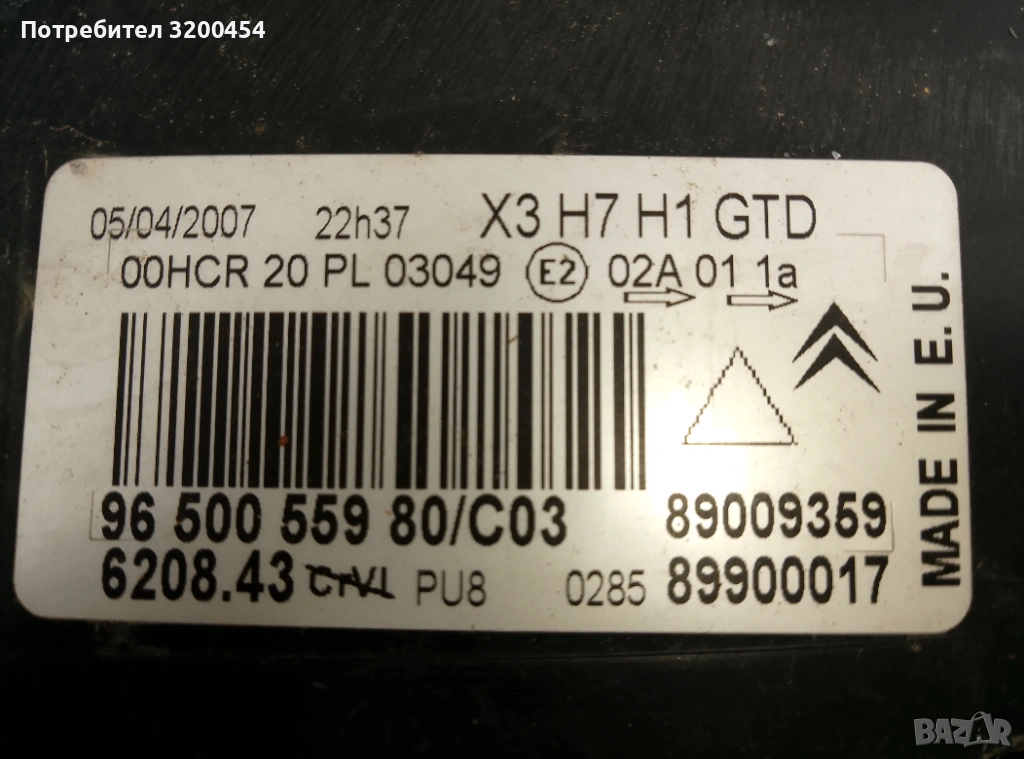 Потребител 3200454
05/04/2007 22h37 X3 H7 H1 GTD
00HCR 20 PL 03049 E2 02A 01 1a
96 500 559 80/C03 89009359
6208.43 PU8 0285 89900017
MADE IN E. U.
BAZAR